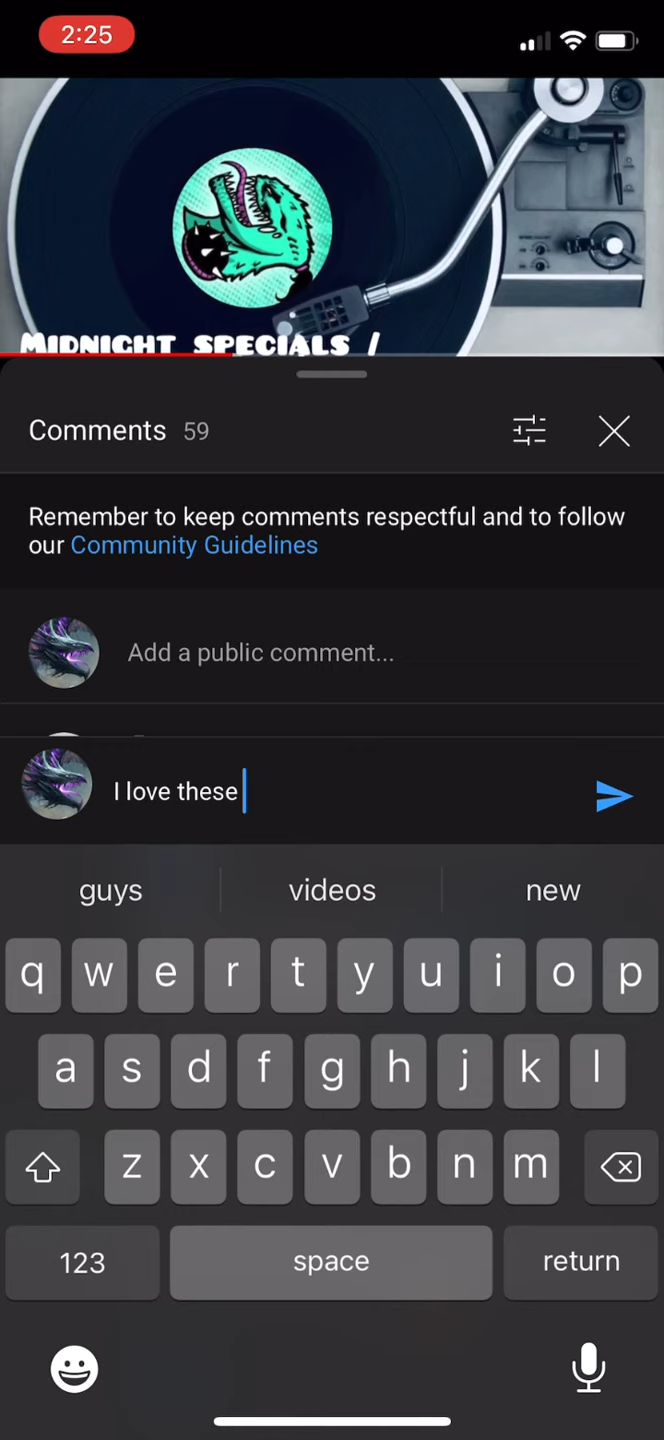 2:25
MIDNIGHT SPECIALS /
Comments 59
Remember to keep comments respectful and to follow
our Community Guidelines
Add a public comment...
I love these
guys videos new
q w e r t y u i o p
a s d f g h j k l
z x c v b n m
123 space return